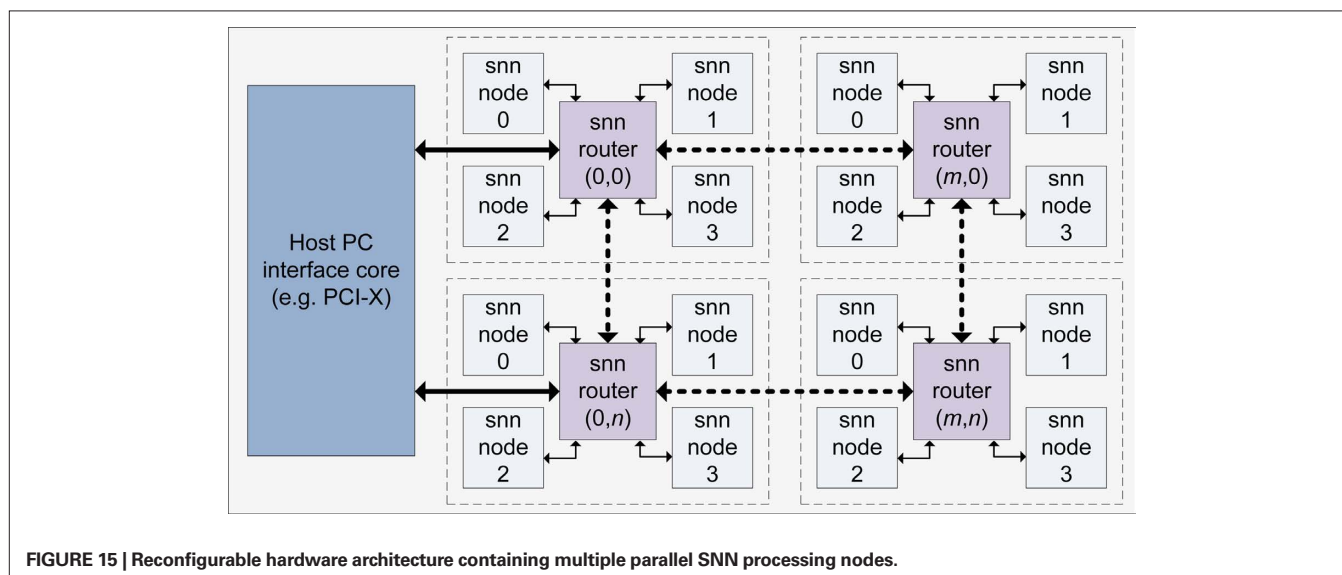 Host PC
interface core
(e.g. PCI-X)
snn
node
0
snn
node
1
snn
router
(0,0)
snn
node
2
snn
node
3
snn
node
0
snn
node
1
snn
router
(m,0)
snn
node
2
snn
node
3
snn
node
0
snn
node
1
snn
router
(0,n)
snn
node
2
snn
node
3
snn
node
0
snn
node
1
snn
router
(m,n)
snn
node
2
snn
node
3
FIGURE 15 | Reconfigurable hardware architecture containing multiple parallel SNN processing nodes.